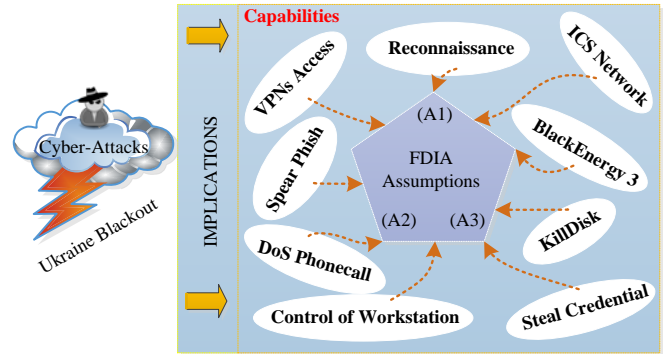 Capabilities
Reconnaissance
ICS Network
VPNs Access
(A1)
Cyber-Attacks
BlackEnergy 3
FDIA
Assumptions
Spear Phish
IMPLICATIONS
(A2)
(A3)
KillDisk
Ukraine Blackout
DoS Phonecall
Steal Credential
Control of Workstation